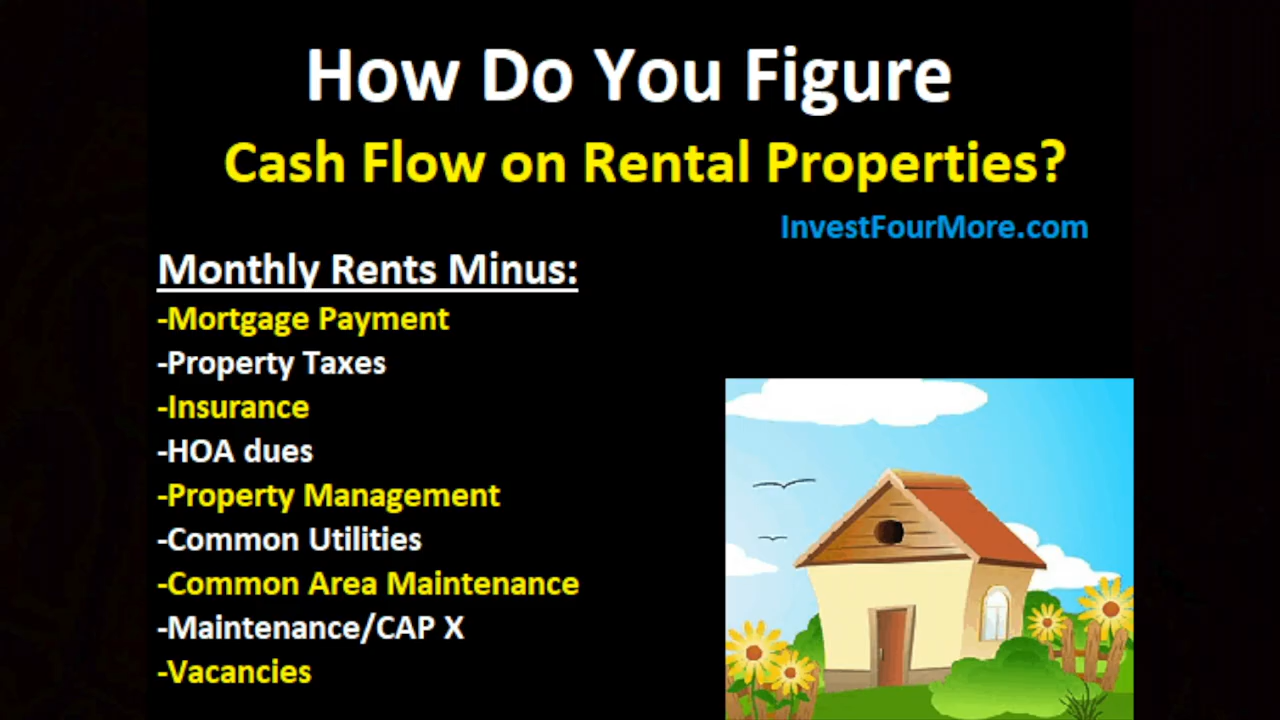 How Do You Figure
Cash Flow on Rental Properties?
InvestFourMore.com
Monthly Rents Minus:
-Mortgage Payment
-Property Taxes
-Insurance
-HOA dues
-Property Management
-Common Utilities
-Common Area Maintenance
-Maintenance/CAP X
-Vacancies